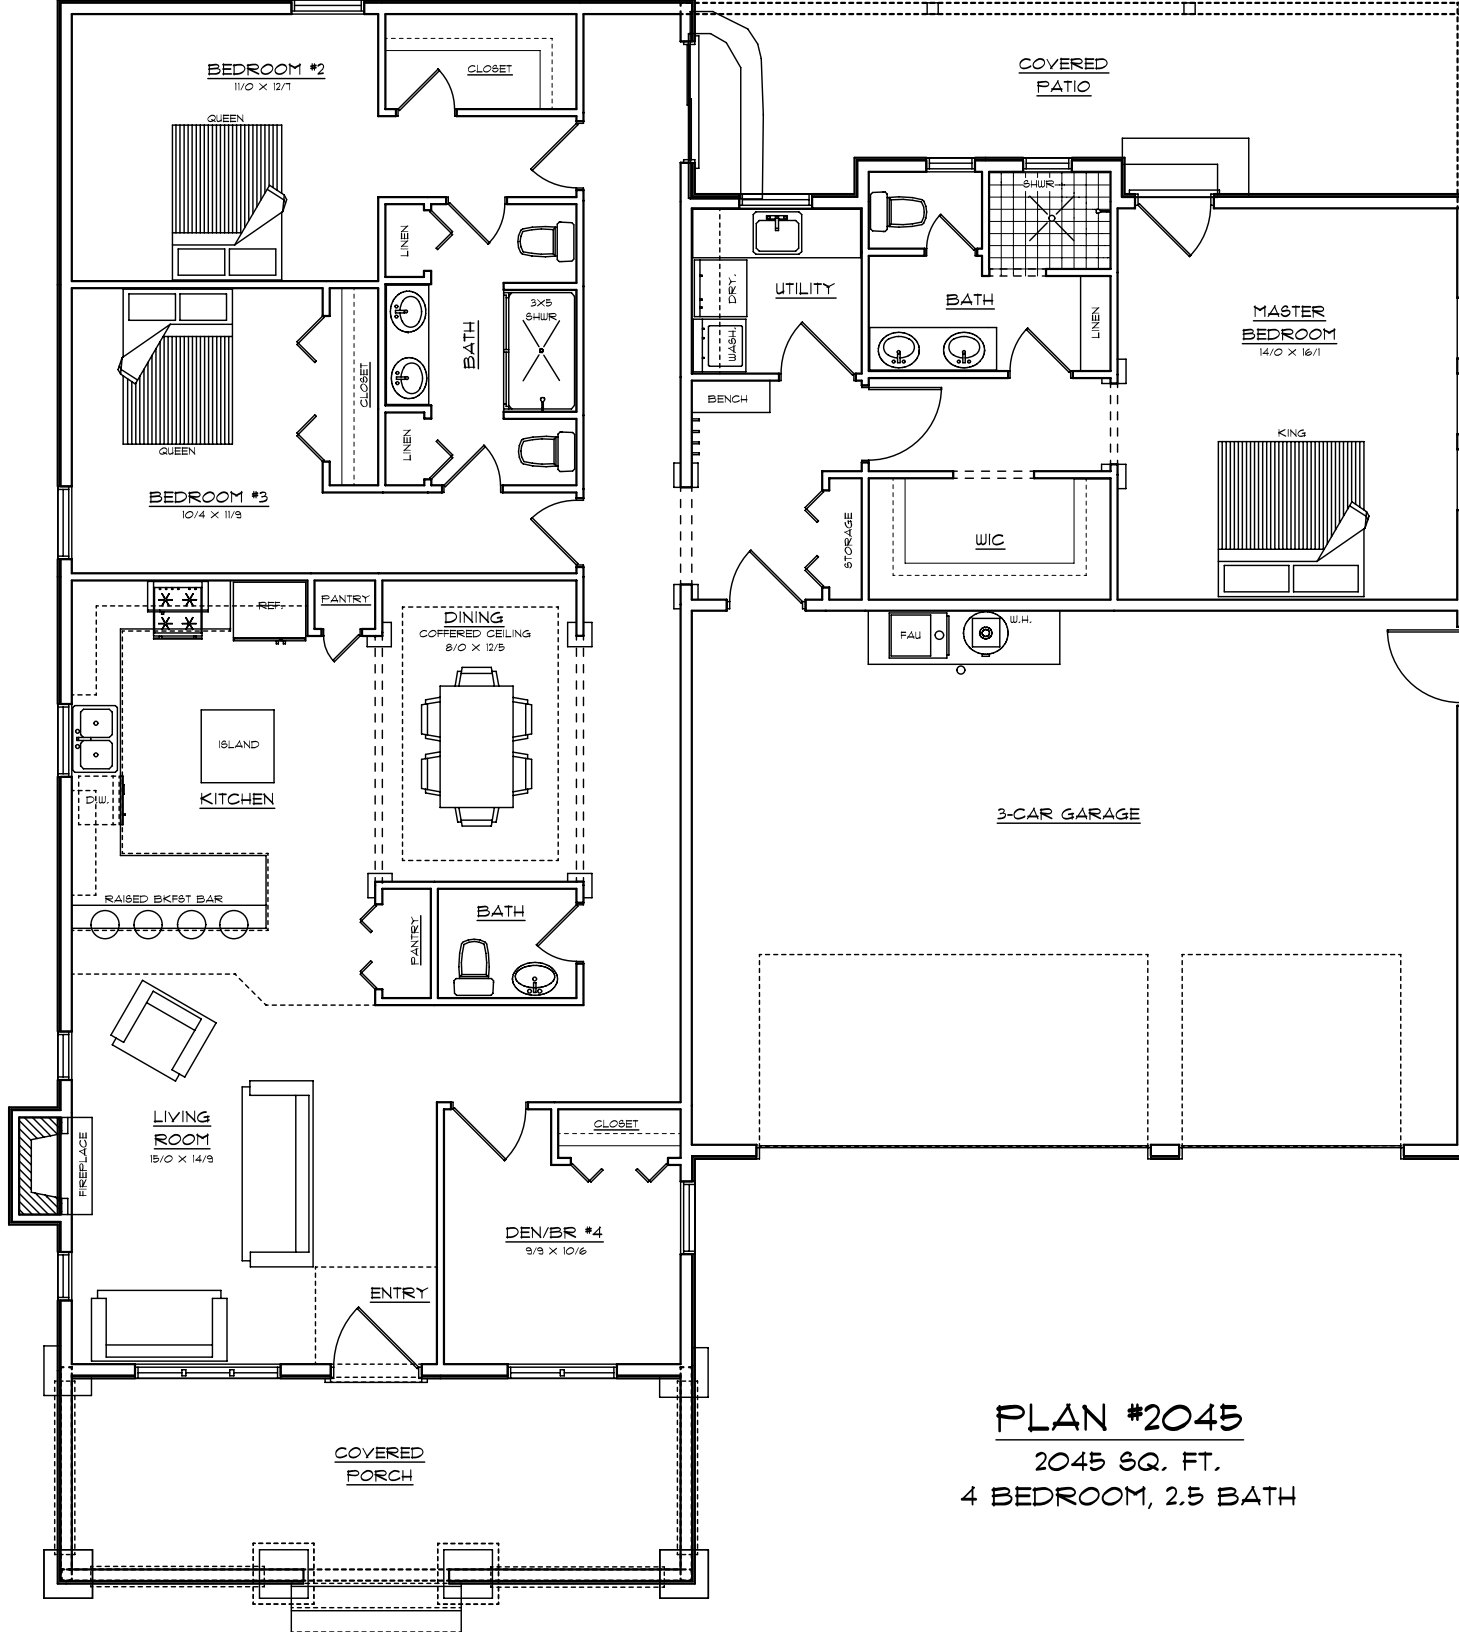 BEDROOM #2
11/0 X 12/7
QUEEN
CLOSET
COVERED
PATIO
LINEN
3X5
SHWR
BATH
LINEN
UTILITY
DRY.
WASH.
BENCH
SHWR
BATH
LINEN
MASTER
BEDROOM
14/0 X 16/1
KING
CLOSET
QUEEN
BEDROOM #3
10/4 X 11/9
STORAGE
WIC
REF.
PANTRY
DINING
COFFERED CEILING
8/0 X 12/5
FAU
W.H.
ISLAND
KITCHEN
D.W.
3-CAR GARAGE
RAISED BKFST BAR
PANTRY
BATH
LIVING
ROOM
15/0 X 14/9
FIREPLACE
CLOSET
DEN/BR #4
9/9 X 10/6
ENTRY
COVERED
PORCH
PLAN #2045
2045 SQ. FT.
4 BEDROOM, 2.5 BATH